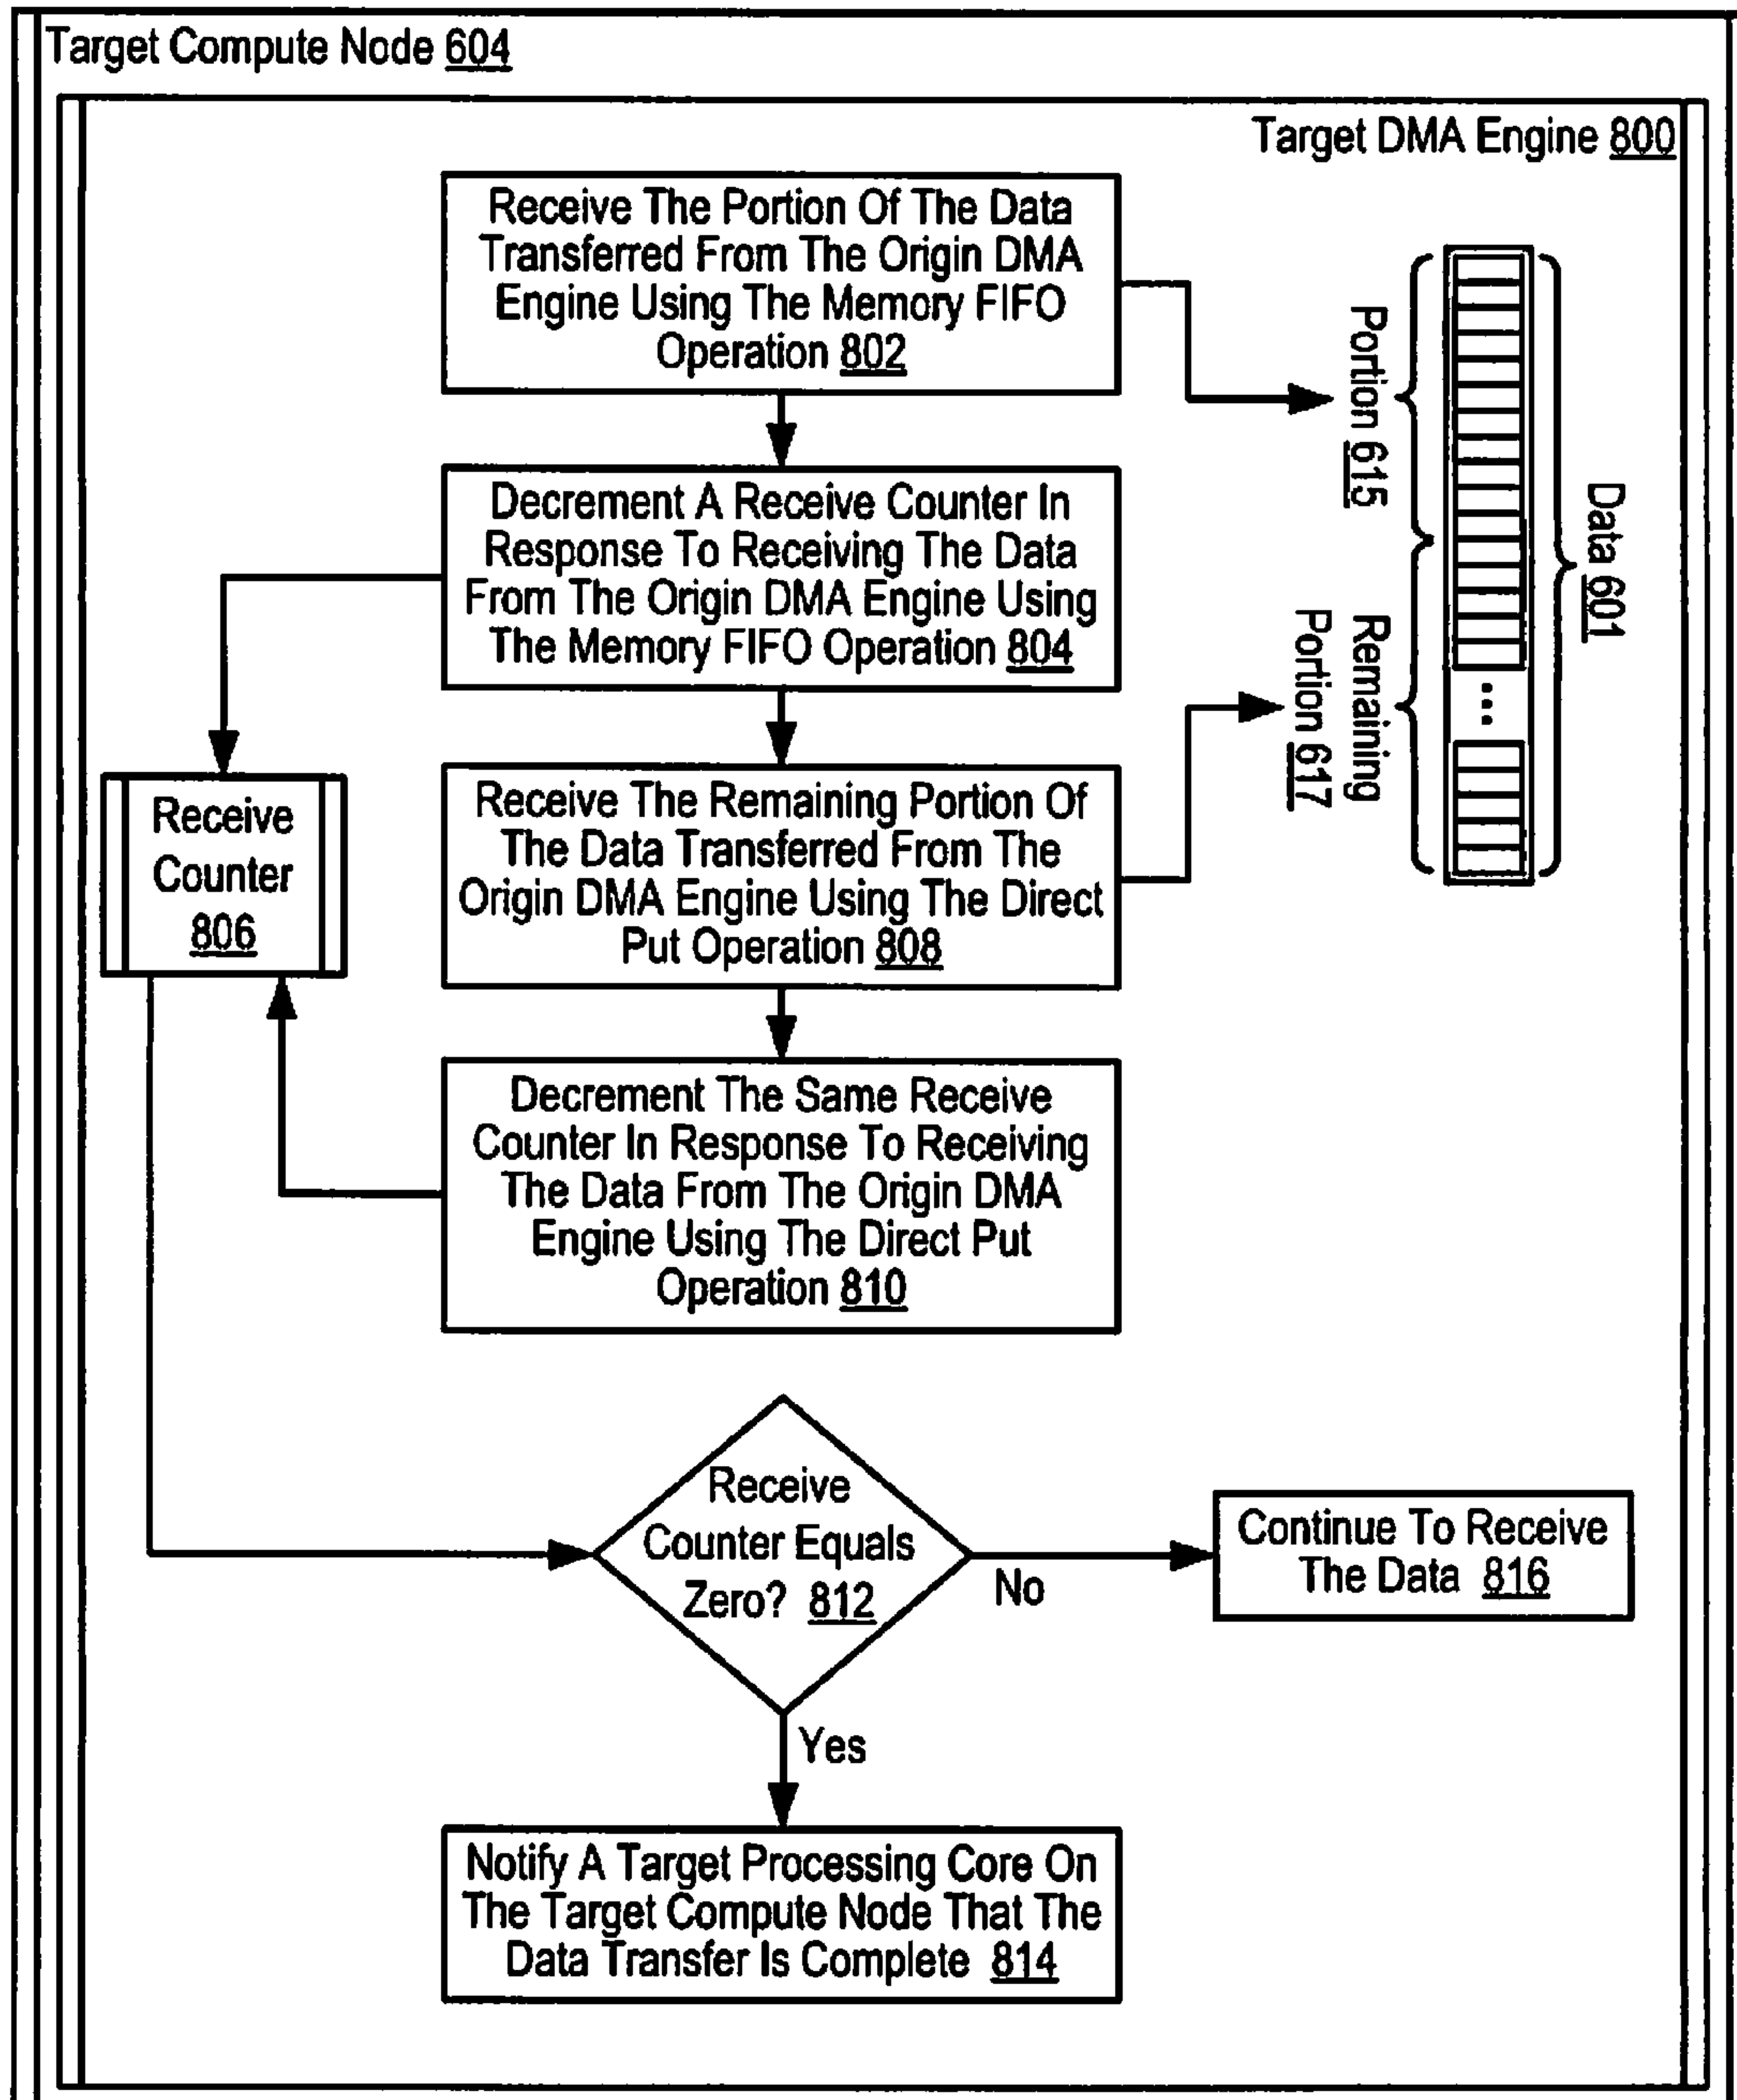 Target Compute Node 604
Target DMA Engine 800
Receive The Portion Of The Data
Transferred From The Origin DMA
Engine Using The Memory FIFO
Operation 802
Portion 615
Data 601
Remaining
Portion 617
Decrement A Receive Counter In
Response To Receiving The Data
From The Origin DMA Engine Using
The Memory FIFO Operation 804
Receive
Counter
806
Receive The Remaining Portion Of
The Data Transferred From The
Origin DMA Engine Using The Direct
Put Operation 808
Decrement The Same Receive
Counter In Response To Receiving
The Data From The Origin DMA
Engine Using The Direct Put
Operation 810
Receive
Counter Equals
Zero? 812
No
Continue To Receive
The Data 816
Yes
Notify A Target Processing Core On
The Target Compute Node That The
Data Transfer Is Complete 814